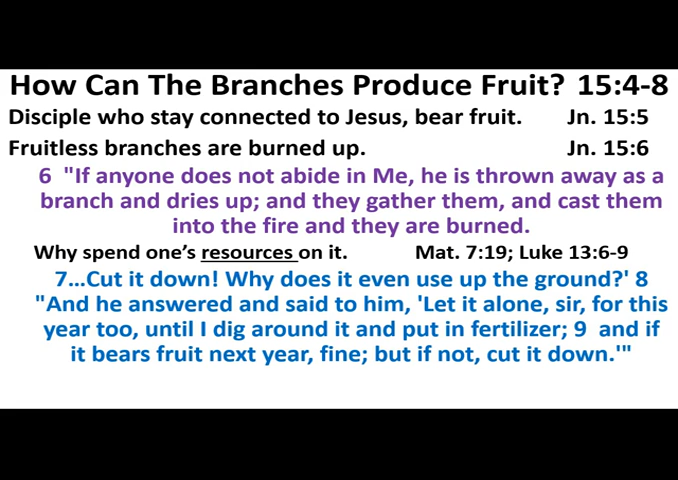 How Can The Branches Produce Fruit? 15:4-8
Disciple who stay connected to Jesus, bear fruit. Jn. 15:5
Fruitless branches are burned up. Jn. 15:6
6 "If anyone does not abide in Me, he is thrown away as a
branch and dries up; and they gather them, and cast them
into the fire and they are burned.
Why spend one's resources on it. Mat. 7:19; Luke 13:6-9
7...Cut it down! Why does it even use up the ground?' 8
"And he answered and said to him, 'Let it alone, sir, for this
year too, until I dig around it and put in fertilizer; 9 and if
it bears fruit next year, fine; but if not, cut it down.'"